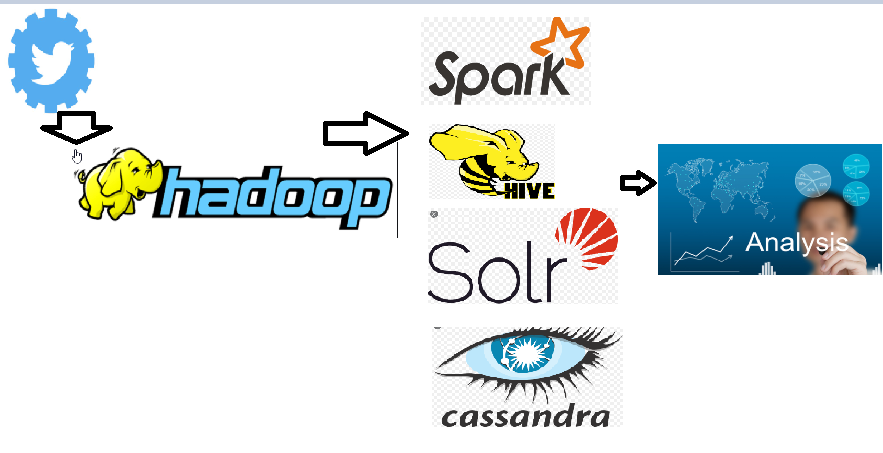 hadoop
Spark
HIVE
Solr
cassandra
Analysis